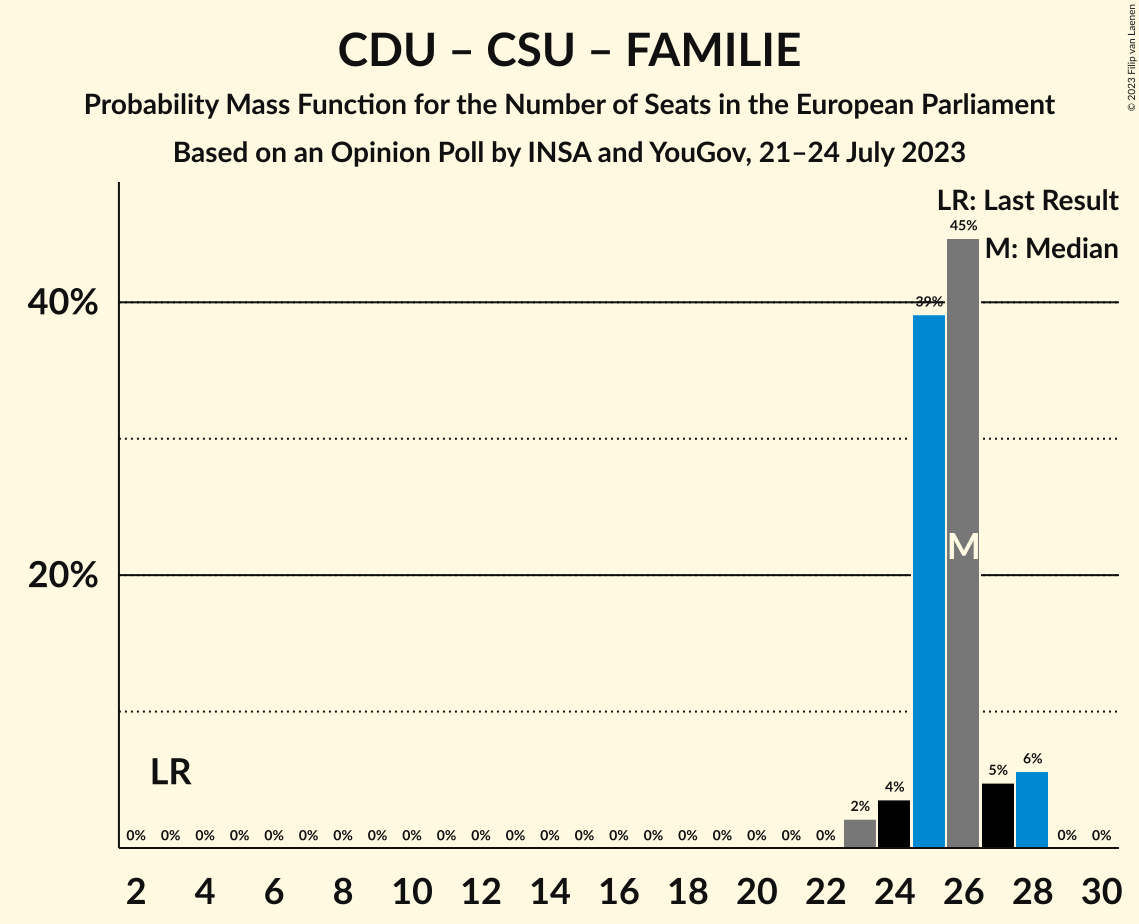 CDU – CSU – FAMILIE
Probability Mass Function for the Number of Seats in the European Parliament
Based on an Opinion Poll by INSA and YouGov, 21–24 July 2023
© 2023 Filip van Laenen
LR: Last Result
M: Median
45%
40%
39%
M
20%
LR
6%
5%
4%
2%
0% 0% 0% 0% 0% 0% 0% 0% 0% 0% 0% 0% 0% 0% 0% 0% 0% 0% 0% 0% 0% 0% 0%
2 4 6 8 10 12 14 16 18 20 22 24 26 28 30